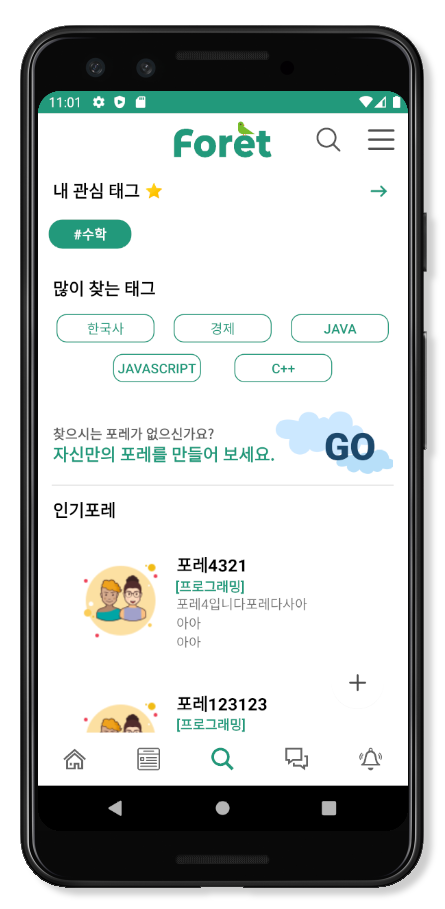 11:01
Forêt
내 관심 태그
#수학
많이 찾는 태그
한국사
경제
JAVA
JAVASCRIPT
C++
찾으시는 포레가 없으신가요?
자신만의 포레를 만들어 보세요.
GO
인기포레
포레4321
[프로그래밍]
포레4입니다포레다사아
아아
아아
포레123123
[프로그래밍]